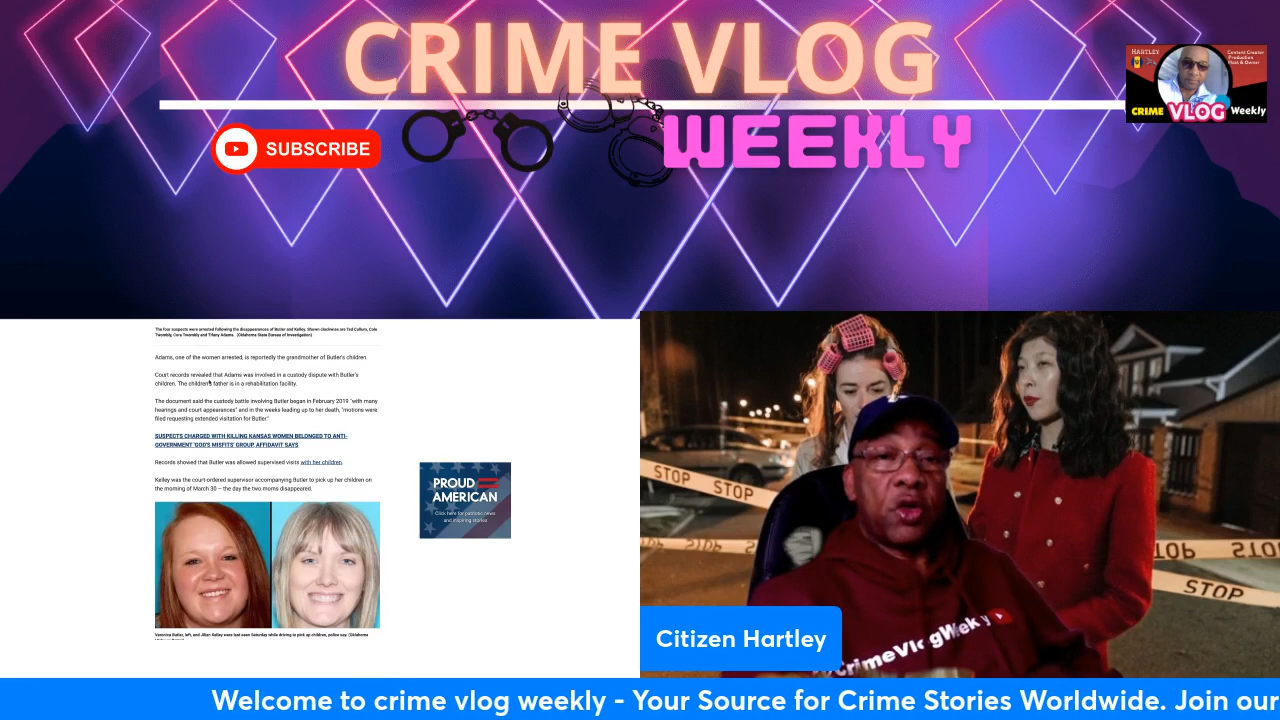 CRIME VLOG
WEEKLY
SUBSCRIBE
HARTLEY
Content Creator
Production
Host & Owner
CRIME VLOG Weekly
The four suspects were arrested following the disappearances of Butler and Kelley. Shown clockwise are Tad Cullum, Cole
Twombly, Cora Twombly and Tifany Adams. (Oklahoma State Bureau of Investigation)
Adams, one of the women arrested, is reportedly the grandmother of Butler's children.
Court records revealed that Adams was involved in a custody dispute with Butler's
children. The children's father is in a rehabilitation facility.
The document said the custody battle involving Butler began in February 2019 "with many
hearings and court appearances" and in the weeks leading up to her death, "motions were
filed requesting extended visitation for Butler."
SUSPECTS CHARGED WITH KILLING KANSAS WOMEN BELONGED TO ANTI-
GOVERNMENT 'GOD'S MISFITS' GROUP, AFFIDAVIT SAYS
Records showed that Butler was allowed supervised visits with her children.
Kelley was the court-ordered supervisor accompanying Butler to pick up her children on
the morning of March 30 – the day the two moms disappeared.
PROUD
AMERICAN
Click here for patriotic news
and inspiring stories
Veronica Butler, left, and Jilian Kelley were last seen Saturday while driving to pick up children, police say. (Oklahoma
STOP STOP
STOP STOP
STOP STOP
STOP
CrimeVlogWeekly
Citizen Hartley
Welcome to crime vlog weekly - Your Source for Crime Stories Worldwide. Join our